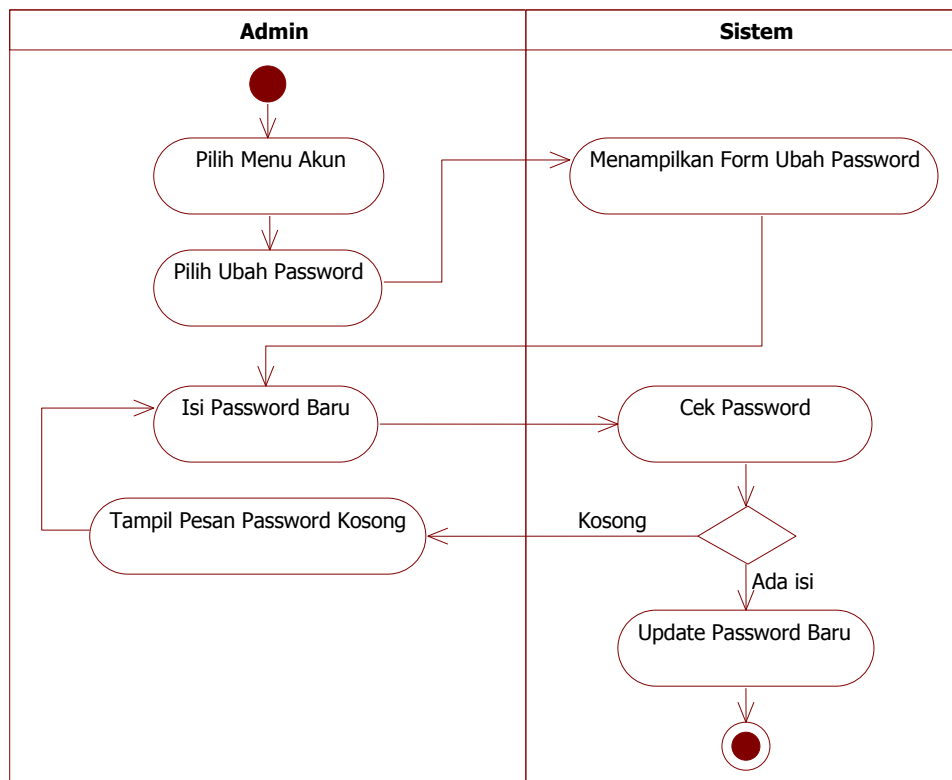 Admin
Sistem
Pilih Menu Akun
Menampilkan Form Ubah Password
Pilih Ubah Password
Isi Password Baru
Cek Password
Tampil Pesan Password Kosong
Kosong
Ada isi
Update Password Baru